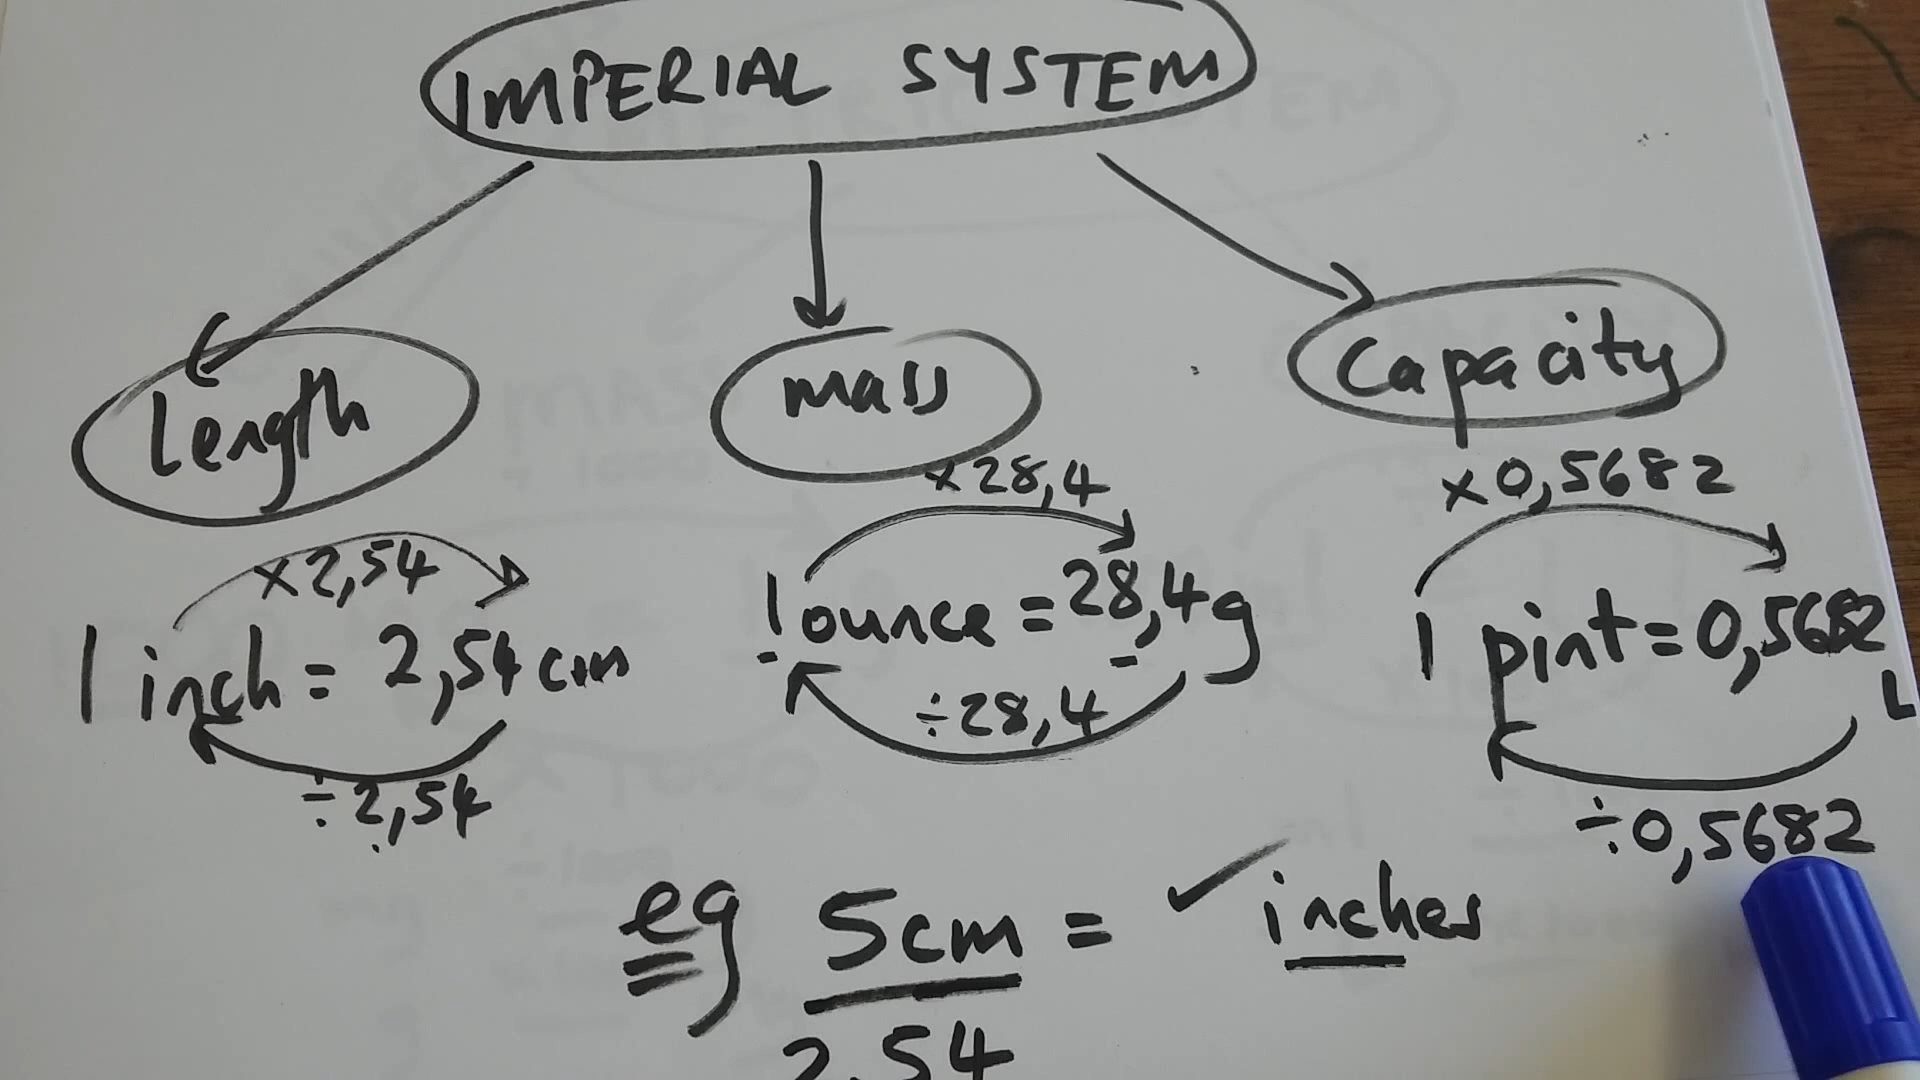 IMPERIAL SYSTEM
Length
mass
Capacity
×2,54
1 inch = 2,54 cm
÷2,54
×28,4
1 ounce = 28,4g
÷28,4
×0,5682
1 pint = 0,5682
L
÷0,5682
eg 5cm = ✓ inches
2,54